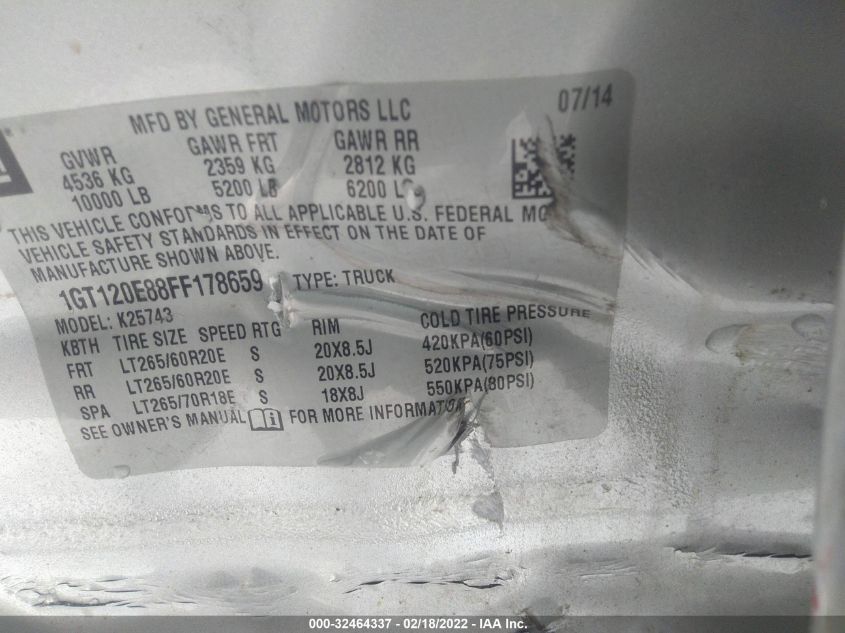 MFD BY GENERAL MOTORS LLC 07/14
GVWR GAWR FRT GAWR RR
4536 KG 2359 KG 2812 KG
10000 LB 5200 LB 6200
THIS VEHICLE CONFORMS TO ALL APPLICABLE U.S. FEDERAL
VEHICLE SAFETY STANDARDS IN EFFECT ON THE DATE OF
MANUFACTURE SHOWN ABOVE.
1GT120E88FF178659 TYPE: TRUCK
MODEL: K25743
KBTH TIRE SIZE SPEED RTG RIM COLD TIRE PRESSURE
FRT LT265/60R20E S 20X8.5J 420KPA(60PSI)
RR LT265/60R20E S 20X8.5J 520KPA(75PSI)
SPA LT265/70R18E S 18X8J 550KPA(80PSI)
SEE OWNER'S MANUAL FOR MORE INFORMATION
000-32464337 - 02/18/2022 - IAA Inc.